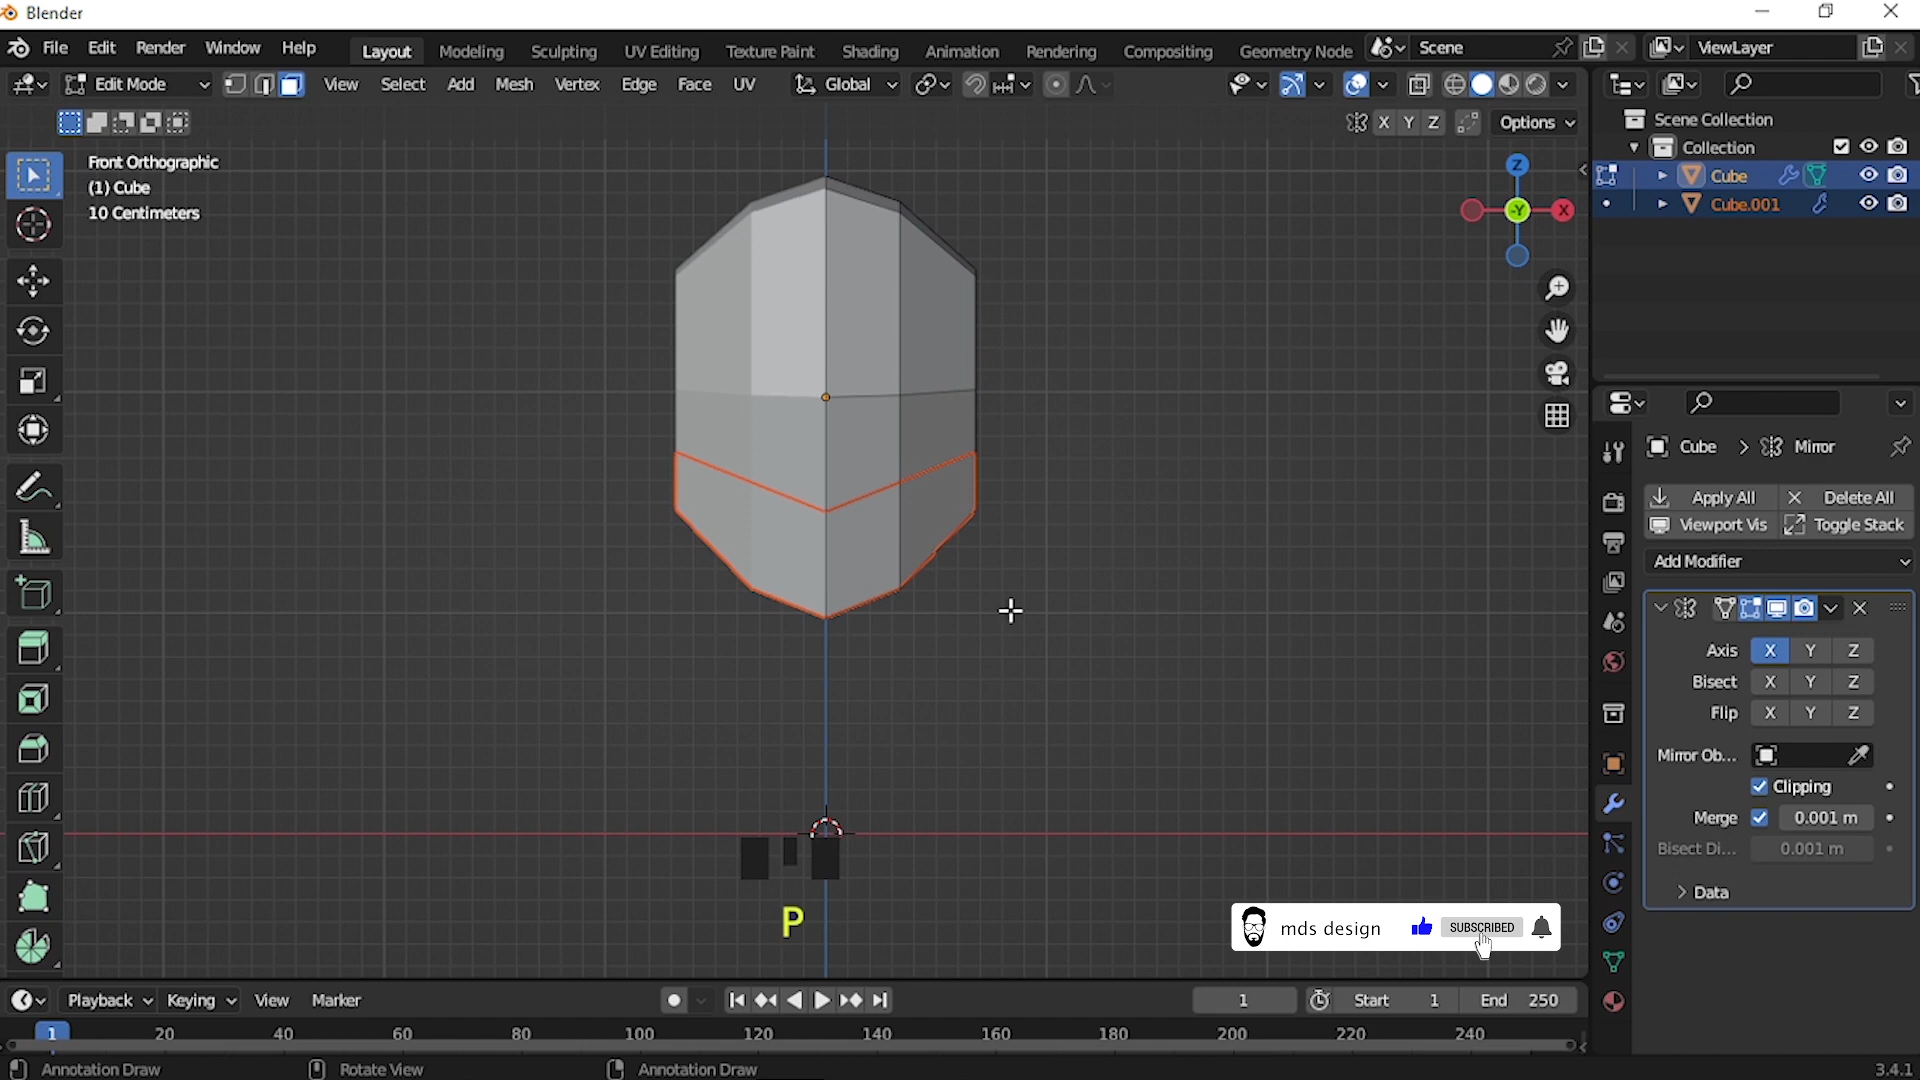 Blender
File Edit Render Window Help Layout Modeling Sculpting UV Editing Texture Paint Shading Animation Rendering Compositing Geometry Node Scene ViewLayer
Edit Mode View Select Add Mesh Vertex Edge Face UV Global
X Y Z Options
Front Orthographic
(1) Cube
10 Centimeters
Z
-Y
X
Scene Collection
Collection
Cube
Cube.001
Cube > Mirror
Apply All Delete All
Viewport Vis Toggle Stack
Add Modifier
Axis X Y Z
Bisect X Y Z
Flip X Y Z
Mirror Ob...
Clipping
Merge 0.001 m
Bisect Di... 0.001 m
Data
P
mds design SUBSCRIBED
Playback Keying View Marker 1 Start 1 End 250
1 20 40 60 80 100 120 140 160 180 200 220 240
Annotation Draw Rotate View Annotation Draw 3.4.1